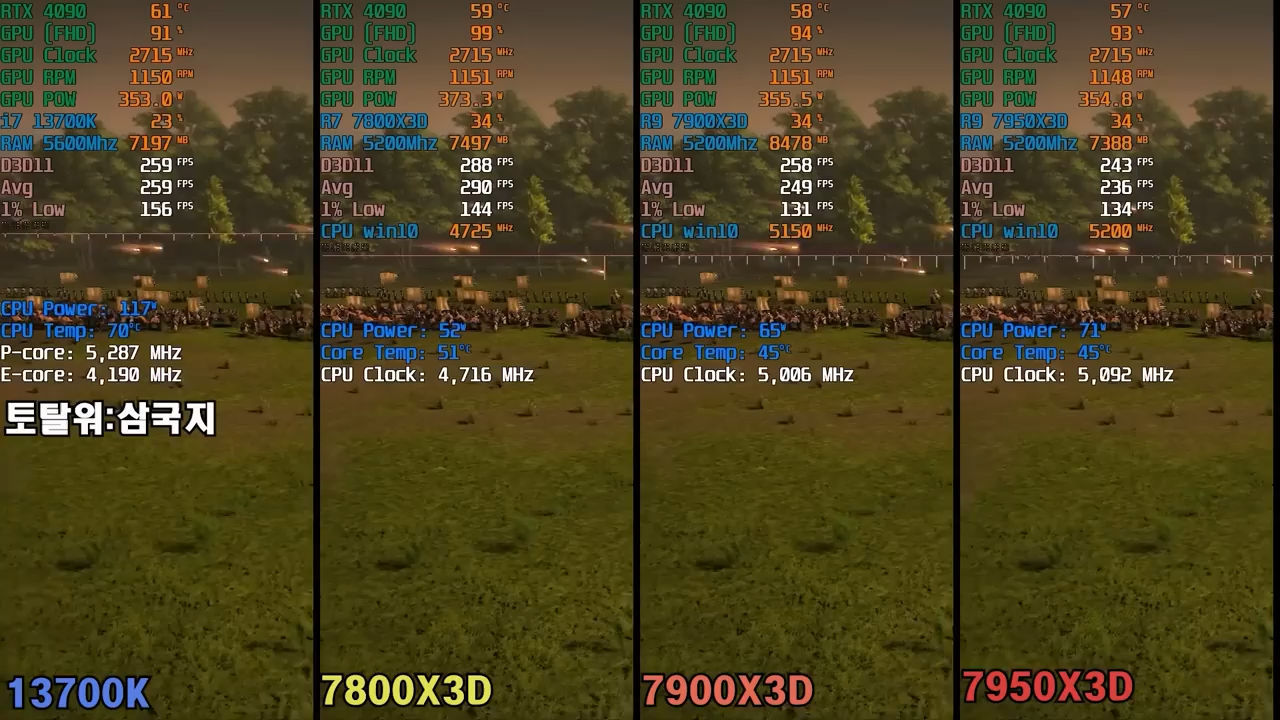 RTX 4090 61 °C
GPU (FHD) 91 %
GPU Clock 2715 MHz
GPU RPM 1150 RPM
GPU POW 353.0 W
i7 13700K 23 %
RAM 5600Mhz 7197 MB
D3D11 259 FPS
Avg 259 FPS
1% Low 156 FPS
CPU Power: 117W
CPU Temp: 70°C
P-core: 5,287 MHz
E-core: 4,190 MHz
토탈워:삼국지
13700K
RTX 4090 59 °C
GPU (FHD) 99 %
GPU Clock 2715 MHz
GPU RPM 1151 RPM
GPU POW 373.3 W
R7 7800X3D 34 %
RAM 5200Mhz 7497 MB
D3D11 288 FPS
Avg 290 FPS
1% Low 144 FPS
CPU win10 4725 MHz
CPU Power: 52W
Core Temp: 51°C
CPU Clock: 4,716 MHz
7800X3D
RTX 4090 58 °C
GPU (FHD) 94 %
GPU Clock 2715 MHz
GPU RPM 1151 RPM
GPU POW 355.5 W
R9 7900X3D 34 %
RAM 5200Mhz 8478 MB
D3D11 258 FPS
Avg 249 FPS
1% Low 131 FPS
CPU win10 5150 MHz
CPU Power: 65W
Core Temp: 45°C
CPU Clock: 5,006 MHz
7900X3D
RTX 4090 57 °C
GPU (FHD) 93 %
GPU Clock 2715 MHz
GPU RPM 1148 RPM
GPU POW 354.8 W
R9 7950X3D 34 %
RAM 5200Mhz 7388 MB
D3D11 243 FPS
Avg 236 FPS
1% Low 134 FPS
CPU win10 5200 MHz
CPU Power: 71W
Core Temp: 45°C
CPU Clock: 5,092 MHz
7950X3D